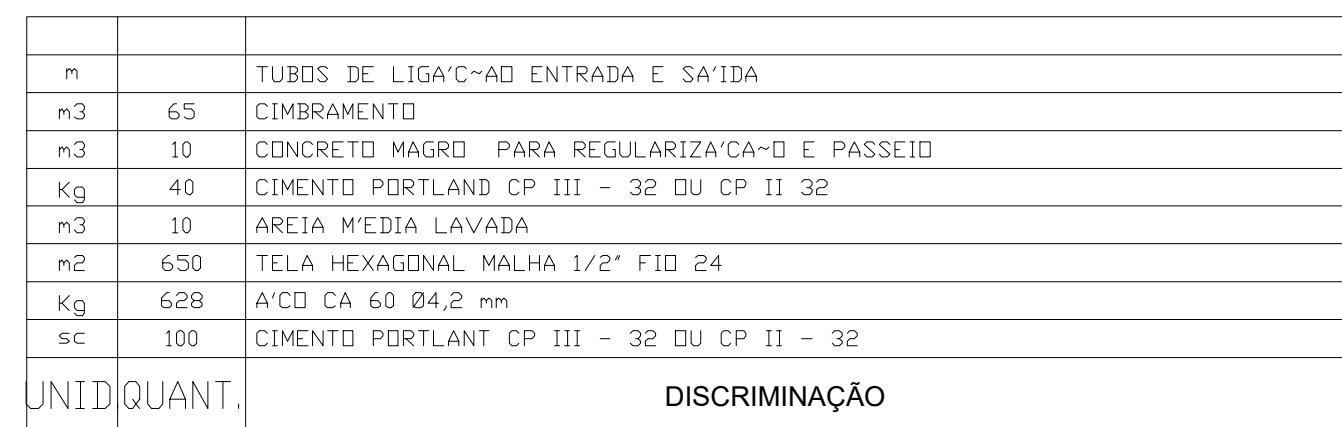 m TUBOS DE LIGA'C~AO ENTRADA E SA'IDA
m3 65 CIMBRAMENTO
m3 10 CONCRETO MAGRO PARA REGULARIZA'CA~O E PASSEIO
Kg 40 CIMENTO PORTLAND CP III - 32 OU CP II 32
m3 10 AREIA M'EDIA LAVADA
m2 650 TELA HEXAGONAL MALHA 1/2" FIO 24
Kg 628 A'CO CA 60 Ø4,2 mm
sc 100 CIMENTO PORTLANT CP III - 32 OU CP II - 32
UNID QUANT. DISCRIMINAÇÃO